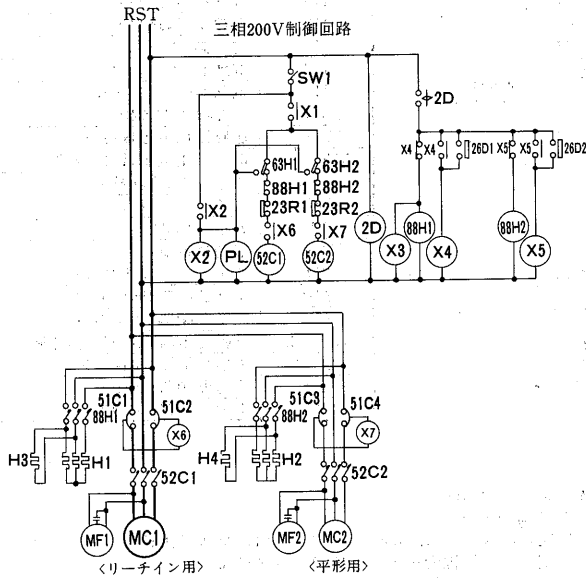 RST
三相200V制御回路
SW1
X1
2D
63H1 63H2
88H1 88H2
23R1 23R2
X2 X6 X7
X4 X4 26D1 X5 X5 26D2
X2 PL 52C1 52C2 2D X3 88H1 X4 88H2 X5
51C1 51C2 51C3 51C4
88H1 X6 88H2 X7
H3 H1 H4 H2
52C1 52C2
MF1 MC1 MF2 MC2
〈リーチイン用〉 〈平形用〉